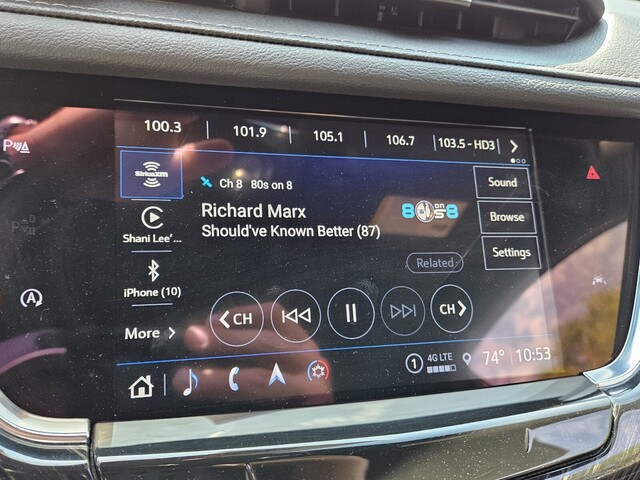 100.3 101.9 105.1 106.7 103.5 - HD3
SiriusXM
Ch 8 80s on 8
Sound
Richard Marx
80s on 8
Should've Known Better (87)
Browse
Shani Lee'...
Related
Settings
iPhone (10)
CH
CH
More
1 4G LTE 74° 10:53
P
A